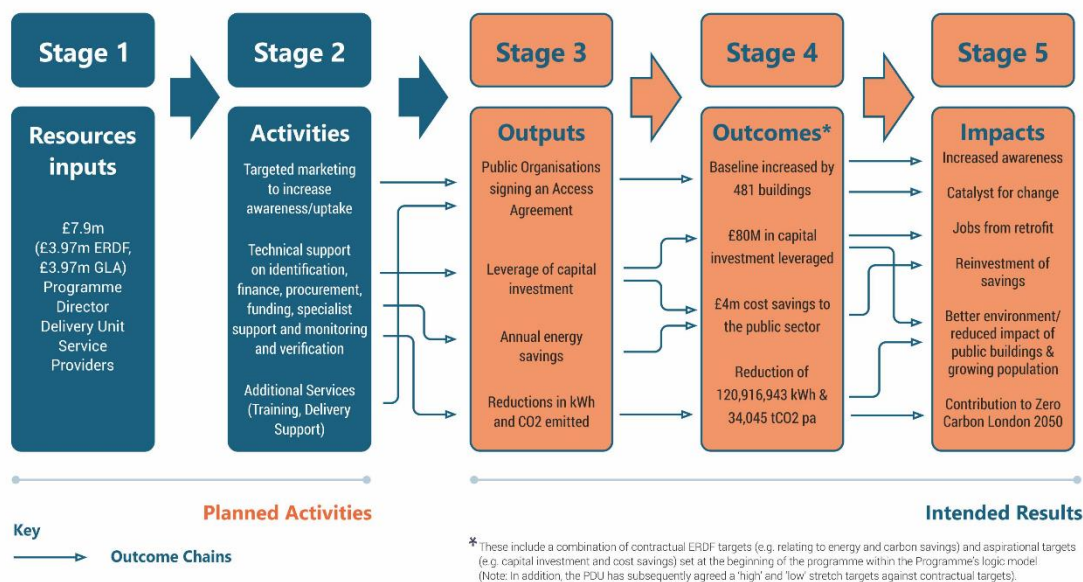 Stage 1
Stage 2
Stage 3
Stage 4
Stage 5
Resources
inputs
£7.9m
(£3.97m ERDF,
£3.97m GLA)
Programme
Director
Delivery Unit
Service
Providers
Activities
Targeted marketing
to increase
awareness/uptake
Technical support
on identification,
finance, procurement,
funding, specialist
support and monitoring
and verification
Additional Services
(Training, Delivery
Support)
Outputs
Public Organisations
signing an Access
Agreement
Leverage of capital
investment
Annual energy
savings
Reductions in kWh
and CO2 emitted
Outcomes*
Baseline increased by
481 buildings
£80M in capital
investment leveraged
£4m cost savings to
the public sector
Reduction of
120,916,943 kWh &
34,045 tCO2 pa
Impacts
Increased awareness
Catalyst for change
Jobs from retrofit
Reinvestment of
savings
Better environment/
reduced impact of
public buildings &
growing population
Contribution to Zero
Carbon London 2050
Planned Activities
Intended Results
Key
Outcome Chains
* These include a combination of contractual ERDF targets (e.g. relating to energy and carbon savings) and aspirational targets
(e.g. capital investment and cost savings) set at the beginning of the programme within the Programme's logic model
(Note: In addition, the PDU has subsequently agreed a 'high' and 'low' stretch targets against contractual targets).